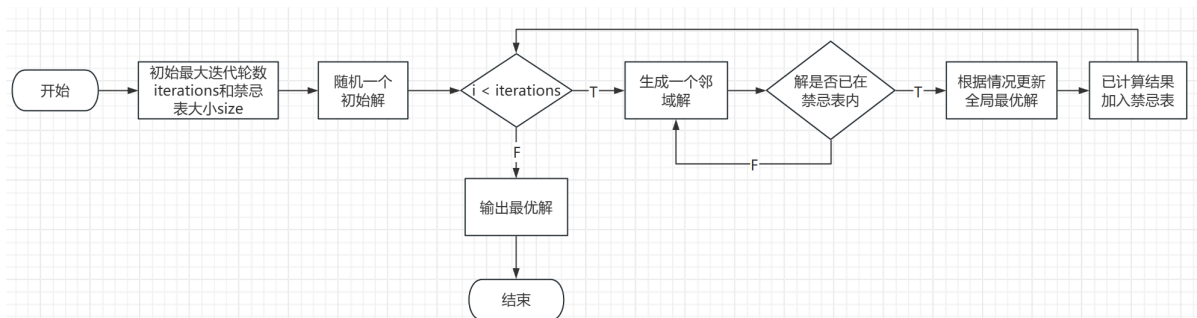 开始
初始最大迭代轮数
iterations和禁忌
表大小size
随机一个
初始解
i < iterations
T
生成一个邻
域解
解是否已在
禁忌表内
T
根据情况更新
全局最优解
已计算结果
加入禁忌表
F
F
输出最优解
结束